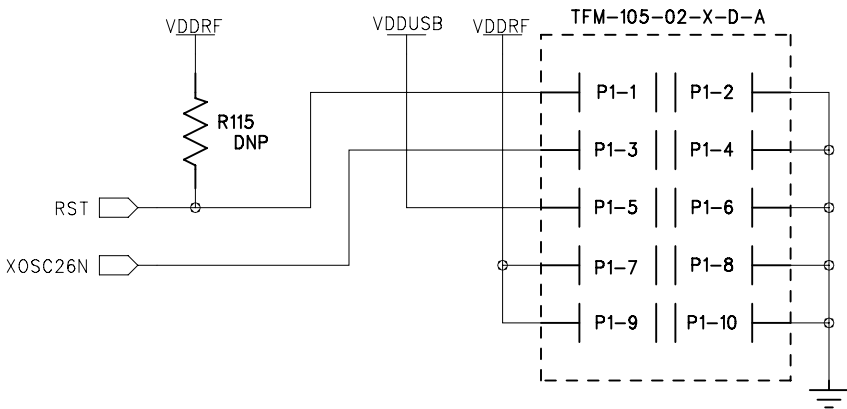 TFM-105-02-X-D-A
VDDRF
VDDUSB
VDDRF
R115
DNP
RST
XOSC26N
P1-1
P1-2
P1-3
P1-4
P1-5
P1-6
P1-7
P1-8
P1-9
P1-10